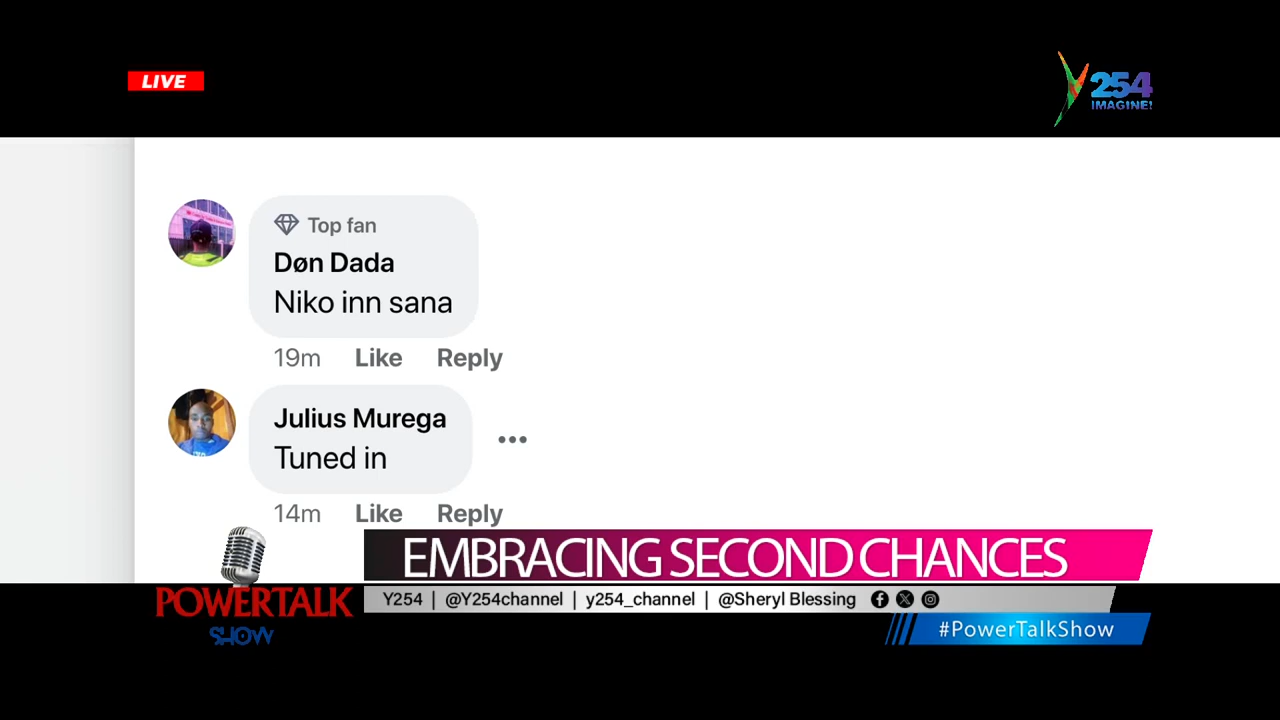 LIVE
254
IMAGINE!
Top fan
Døn Dada
Niko inn sana
19m Like Reply
Julius Murega
Tuned in
14m Like Reply
EMBRACING SECOND CHANCES
POWERTALK
SHOW
Y254 | @Y254channel | y254_channel | @Sheryl Blessing
#PowerTalkShow